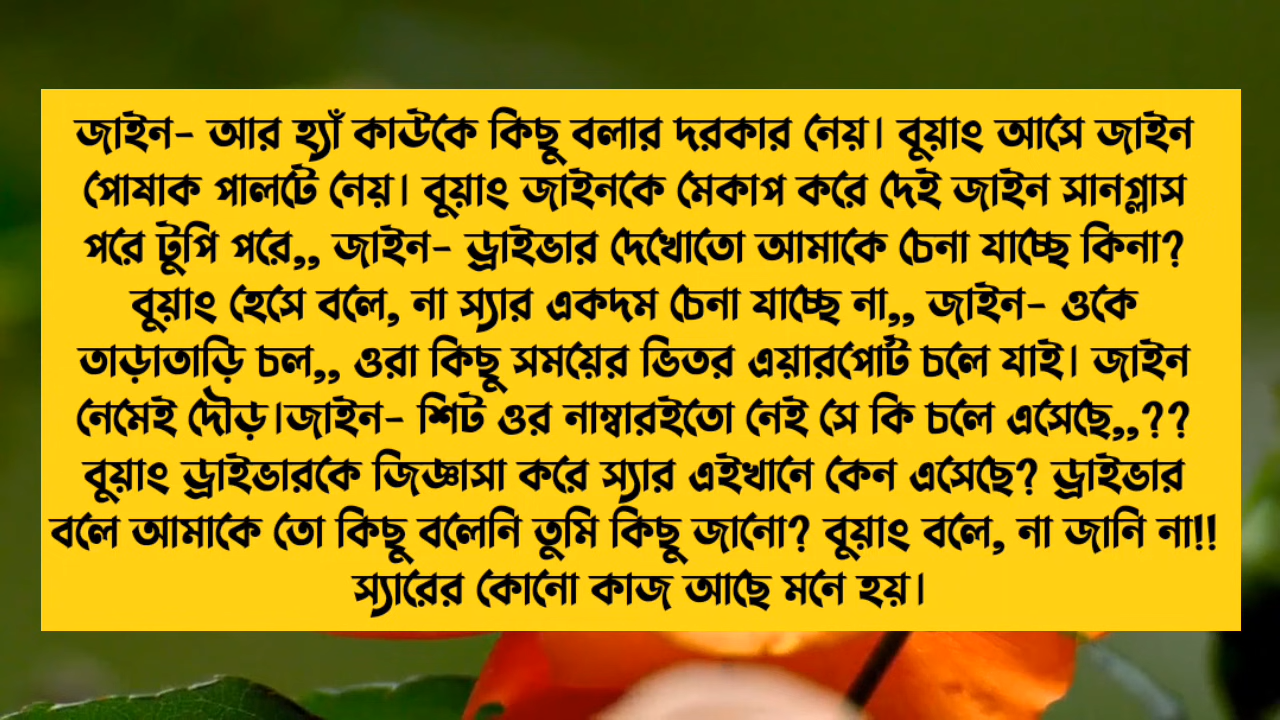 জাইন- আর হ্যাঁ কাউকে কিছু বলার দরকার নেয়। বুয়াং আসে জাইন
পোষাক পালটে নেয়। বুয়াং জাইনকে মেকাপ করে দেই জাইন সানগ্লাস
পরে টুপি পরে,, জাইন- ড্রাইভার দেখোতো আমাকে চেনা যাচ্ছে কিনা?
বুয়াং হেসে বলে, না স্যার একদম চেনা যাচ্ছে না,, জাইন- ওকে
তাড়াতাড়ি চল,, ওরা কিছু সময়ের ভিতর এয়ারপোর্ট চলে যাই। জাইন
নেমেই দৌড়।জাইন- শিট ওর নাম্বারইতো নেই সে কি চলে এসেছে,,??
বুয়াং ড্রাইভারকে জিজ্ঞাসা করে স্যার এইখানে কেন এসেছে? ড্রাইভার
বলে আমাকে তো কিছু বলেনি তুমি কিছু জানো? বুয়াং বলে, না জানি না!!
স্যারের কোনো কাজ আছে মনে হয়।